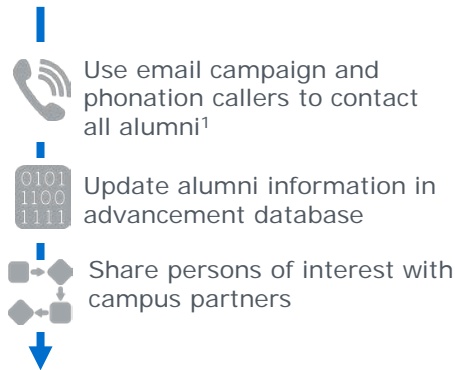 Use email campaign and
phonation callers to contact
all alumni¹
0101
1100
1111
Update alumni information in
advancement database
Share persons of interest with
campus partners